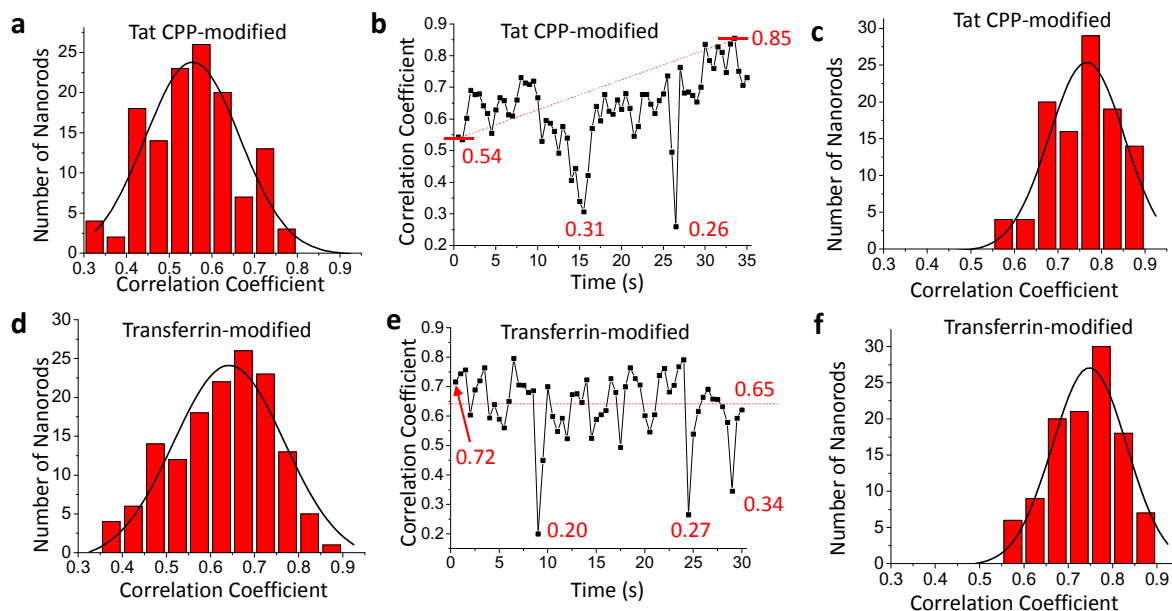 a
Tat CPP-modified
Number of Nanorods
25
20
15
10
5
0
0.3 0.4 0.5 0.6 0.7 0.8 0.9
Correlation Coefficient
b
Tat CPP-modified
Correlation Coefficient
0.9
0.8
0.7
0.6
0.5
0.4
0.3
0.2
0.54
0.31
0.26
0.85
0 5 10 15 20 25 30 35
Time (s)
c
Tat CPP-modified
Number of Nanorods
30
25
20
15
10
5
0
0.3 0.4 0.5 0.6 0.7 0.8 0.9
Correlation Coefficient
d
Transferrin-modified
Number of Nanorods
30
25
20
15
10
5
0
0.3 0.4 0.5 0.6 0.7 0.8 0.9
Correlation Coefficient
e
Transferrin-modified
Correlation Coefficient
0.9
0.8
0.7
0.6
0.5
0.4
0.3
0.2
0.72
0.20
0.27
0.34
0.65
0 5 10 15 20 25 30
Time (s)
f
Transferrin-modified
Number of Nanorods
30
25
20
15
10
5
0
0.3 0.4 0.5 0.6 0.7 0.8 0.9
Correlation Coefficient